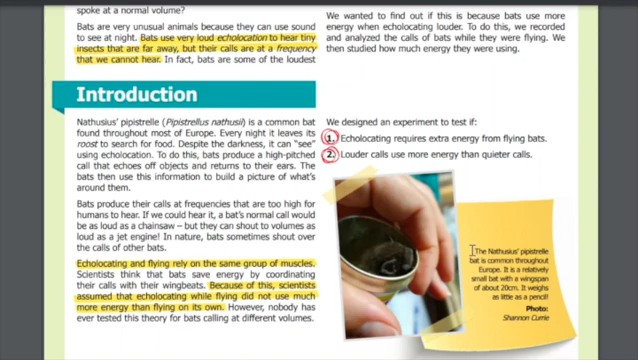 spoke at a normal volume?
Bats are very unusual animals because they can use sound
to see at night. Bats use very loud echolocation to hear tiny
insects that are far away, but their calls are at a frequency
that we cannot hear. In fact, bats are some of the loudest
We wanted to find out if this is because bats use more
energy when echolocating louder. To do this, we recorded
and analyzed the calls of bats while they were flying. We
then studied how much energy they were using.
Introduction
Nathusius' pipistrelle (Pipistrellus nathusii) is a common bat
found throughout most of Europe. Every night it leaves its
roost to search for food. Despite the darkness, it can "see"
using echolocation. To do this, bats produce a high-pitched
call that echoes off objects and returns to their ears. The
bats then use this information to build a picture of what's
around them.
Bats produce their calls at frequencies that are too high for
humans to hear. If we could hear it, a bat's normal call would
be as loud as a chainsaw – but they can shout to volumes as
loud as a jet engine! In nature, bats sometimes shout over
the calls of other bats.
Echolocating and flying rely on the same group of muscles.
Scientists think that bats save energy by coordinating
their calls with their wingbeats. Because of this, scientists
assumed that echolocating while flying did not use much
more energy than flying on its own. However, nobody has
ever tested this theory for bats calling at different volumes.
We designed an experiment to test if:
1. Echolocating requires extra energy from flying bats.
2. Louder calls use more energy than quieter calls.
The Nathusius' pipistrelle
bat is common throughout
Europe. It is a relatively
small bat with a wingspan
of about 20cm. It weighs
as little as a pencil!
Photo:
Shannon Currie